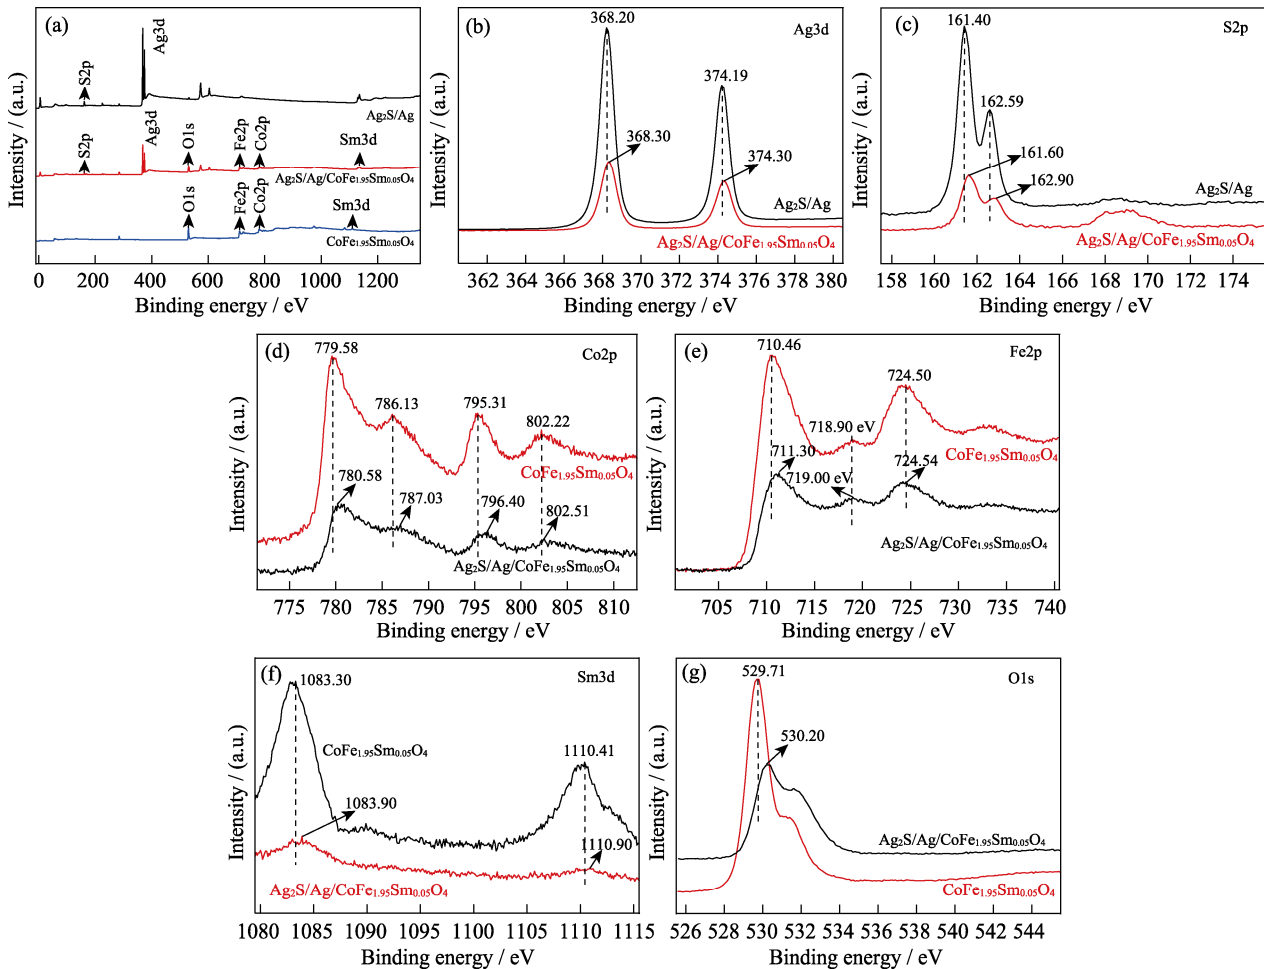 (a)
Ag3d
S2p
Ag₂S/Ag
Ag3d
S2p
O1s
Fe2p
Co2p
Sm3d
Ag₂S/Ag/CoFe₁.₉₅Sm₀.₀₅O₄
O1s
Fe2p
Co2p
Sm3d
CoFe₁.₉₅Sm₀.₀₅O₄
0 200 400 600 800 1000 1200
Binding energy / eV
Intensity / (a.u.)
(b)
Ag3d
368.20
374.19
368.30
374.30
Ag₂S/Ag
Ag₂S/Ag/CoFe₁.₉₅Sm₀.₀₅O₄
362 364 366 368 370 372 374 376 378 380
Binding energy / eV
Intensity / (a.u.)
(c)
S2p
161.40
162.59
161.60
162.90
Ag₂S/Ag
Ag₂S/Ag/CoFe₁.₉₅Sm₀.₀₅O₄
158 160 162 164 166 168 170 172 174
Binding energy / eV
Intensity / (a.u.)
(d)
Co2p
779.58
786.13
795.31
802.22
CoFe₁.₉₅Sm₀.₀₅O₄
780.58
787.03
796.40
802.51
Ag₂S/Ag/CoFe₁.₉₅Sm₀.₀₅O₄
775 780 785 790 795 800 805 810
Binding energy / eV
Intensity / (a.u.)
(e)
Fe2p
710.46
724.50
718.90 eV
CoFe₁.₉₅Sm₀.₀₅O₄
711.30
719.00 eV
724.54
Ag₂S/Ag/CoFe₁.₉₅Sm₀.₀₅O₄
705 710 715 720 725 730 735 740
Binding energy / eV
Intensity / (a.u.)
(f)
Sm3d
1083.30
CoFe₁.₉₅Sm₀.₀₅O₄
1110.41
1083.90
1110.90
Ag₂S/Ag/CoFe₁.₉₅Sm₀.₀₅O₄
1080 1085 1090 1095 1100 1105 1110 1115
Binding energy / eV
Intensity / (a.u.)
(g)
O1s
529.71
530.20
Ag₂S/Ag/CoFe₁.₉₅Sm₀.₀₅O₄
CoFe₁.₉₅Sm₀.₀₅O₄
526 528 530 532 534 536 538 540 542 544
Binding energy / eV
Intensity / (a.u.)